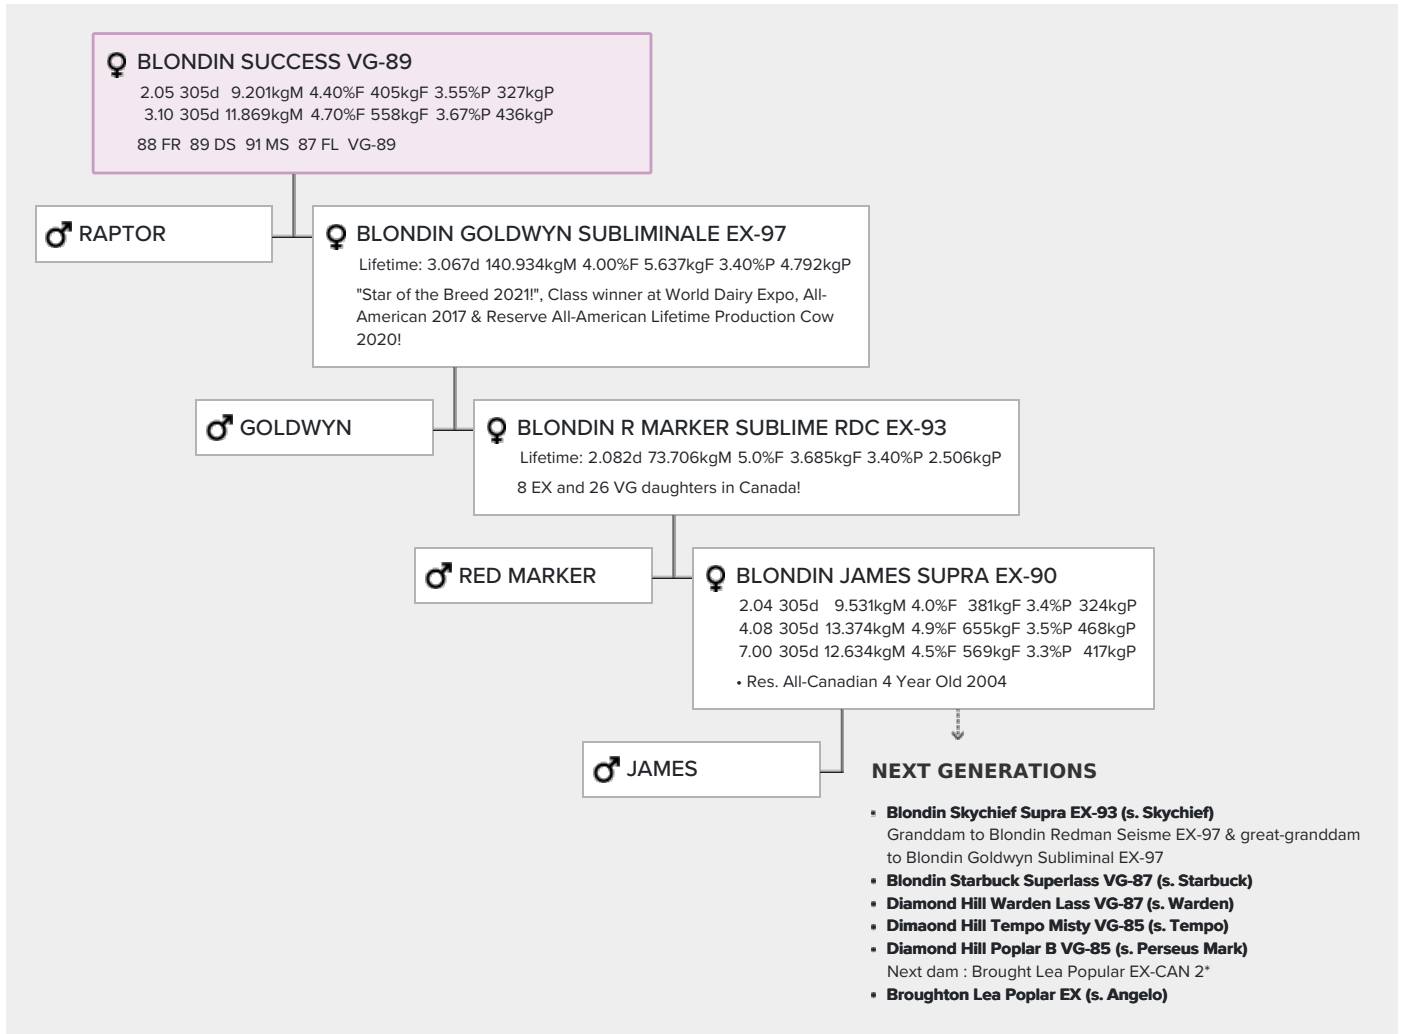 BLONDIN SUCCESS VG-89
2.05 305d 9.201kgM 4.40%F 405kgF 3.55%P 327kgP
3.10 305d 11.869kgM 4.70%F 558kgF 3.67%P 436kgP
88 FR 89 DS 91 MS 87 FL VG-89
RAPTOR
BLONDIN GOLDWYN SUBLIMINALE EX-97
Lifetime: 3.067d 140.934kgM 4.00%F 5.637kgF 3.40%P 4.792kgP
"Star of the Breed 2021!", Class winner at World Dairy Expo, All-
American 2017 & Reserve All-American Lifetime Production Cow
2020!
GOLDWYN
BLONDIN R MARKER SUBLIME RDC EX-93
Lifetime: 2.082d 73.706kgM 5.0%F 3.685kgF 3.40%P 2.506kgP
8 EX and 26 VG daughters in Canada!
RED MARKER
BLONDIN JAMES SUPRA EX-90
2.04 305d 9.531kgM 4.0%F 381kgF 3.4%P 324kgP
4.08 305d 13.374kgM 4.9%F 655kgF 3.5%P 468kgP
7.00 305d 12.634kgM 4.5%F 569kgF 3.3%P 417kgP
• Res. All-Canadian 4 Year Old 2004
JAMES
NEXT GENERATIONS
▪ Blondin Skychief Supra EX-93 (s. Skychief)
Granddam to Blondin Redman Seisme EX-97 & great-granddam
to Blondin Goldwyn Subliminal EX-97
▪ Blondin Starbuck Superlass VG-87 (s. Starbuck)
▪ Diamond Hill Warden Lass VG-87 (s. Warden)
▪ Dimaond Hill Tempo Misty VG-85 (s. Tempo)
▪ Diamond Hill Poplar B VG-85 (s. Perseus Mark)
Next dam : Brought Lea Popular EX-CAN 2*
▪ Broughton Lea Poplar EX (s. Angelo)